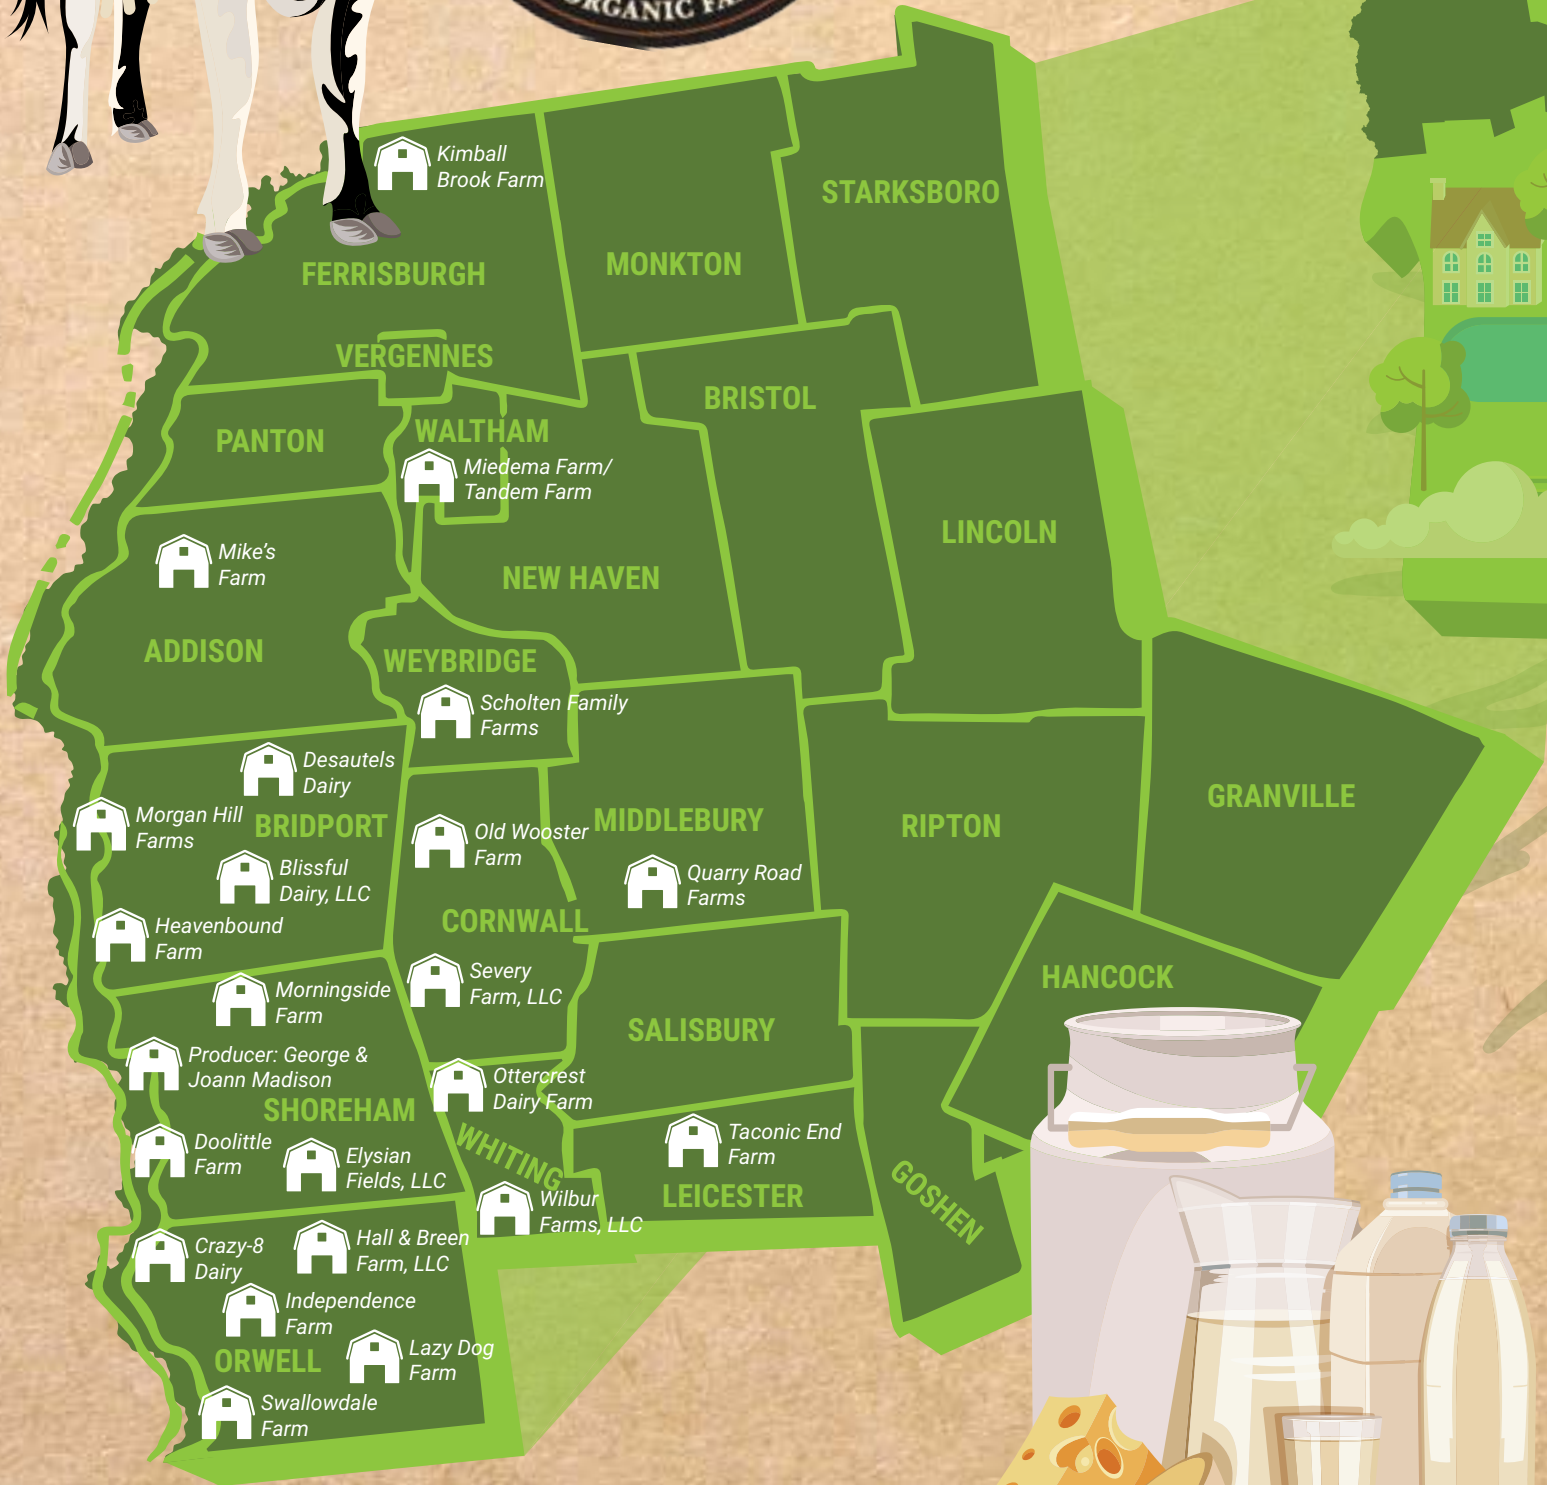 ORGANIC FA
Kimball
Brook Farm
STARKSBORO
MONKTON
FERRISBURGH
VERGENNES
BRISTOL
PANTON
WALTHAM
Miedema Farm/
Tandem Farm
LINCOLN
Mike's
Farm
NEW HAVEN
ADDISON
WEYBRIDGE
Scholten Family
Farms
Desautels
Dairy
GRANVILLE
Morgan Hill
Farms
BRIDPORT
Old Wooster
Farm
MIDDLEBURY
RIPTON
Blissful
Dairy, LLC
Quarry Road
Farms
CORNWALL
Heavenbound
Farm
HANCOCK
Severy
Farm, LLC
Morningside
Farm
SALISBURY
Producer: George &
Joann Madison
Ottercrest
Dairy Farm
SHOREHAM
Doolittle
Farm
Elysian
Fields, LLC
WHITING
Taconic End
Farm
LEICESTER
GOSHEN
Wilbur
Farms, LLC
Crazy-8
Dairy
Hall & Breen
Farm, LLC
Independence
Farm
ORWELL
Lazy Dog
Farm
Swallowdale
Farm